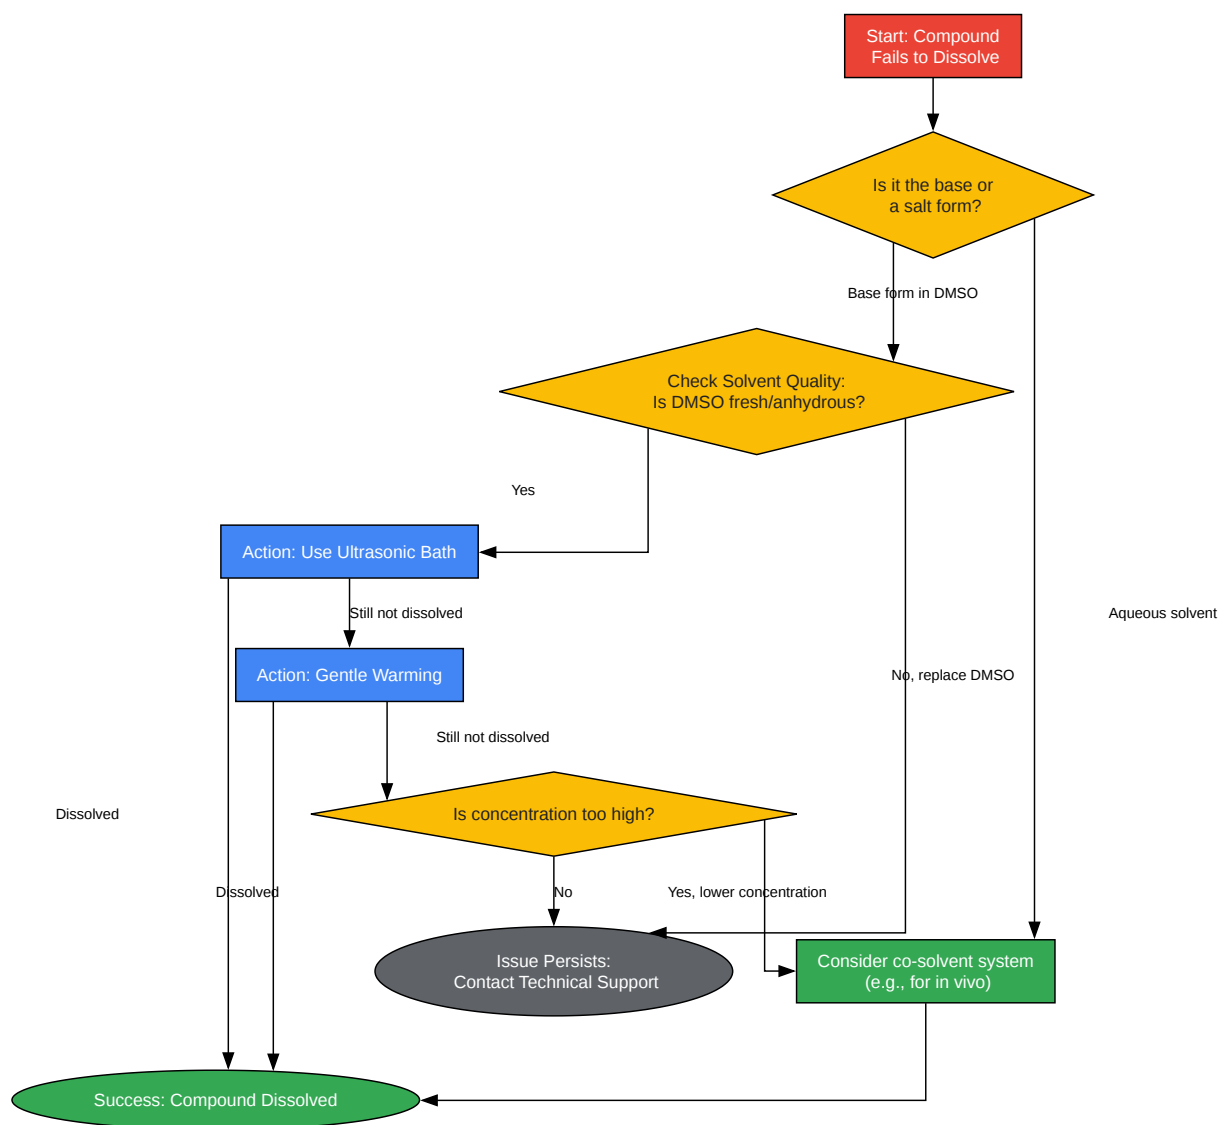 Start: Compound
Fails to Dissolve
Is it the base or
a salt form?
Base form in DMSO
Check Solvent Quality:
Is DMSO fresh/anhydrous?
Yes
Action: Use Ultrasonic Bath
Still not dissolved
Aqueous solvent
Action: Gentle Warming
No, replace DMSO
Still not dissolved
Dissolved
Is concentration too high?
Dissolved
No
Yes, lower concentration
Issue Persists:
Contact Technical Support
Consider co-solvent system
(e.g., for in vivo)
Success: Compound Dissolved